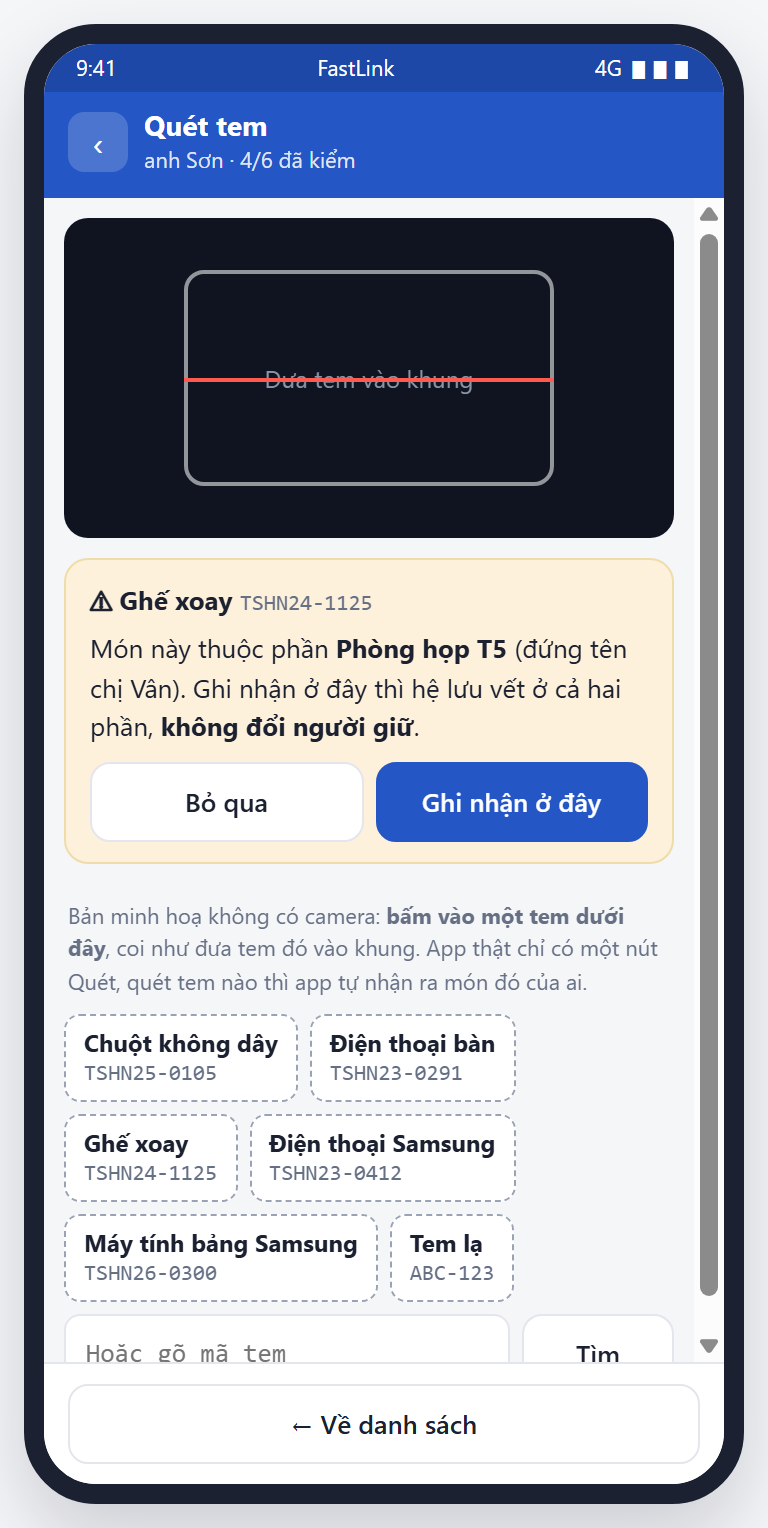 9:41 FastLink 4G
‹ Quét tem
anh Sơn · 4/6 đã kiểm
Đưa tem vào khung
⚠ Ghế xoay TSHN24-1125
Món này thuộc phần Phòng họp T5 (đứng tên
chị Vân). Ghi nhận ở đây thì hệ lưu vết ở cả hai
phần, không đổi người giữ.
Bỏ qua Ghi nhận ở đây
Bản minh hoạ không có camera: bấm vào một tem dưới
đây, coi như đưa tem đó vào khung. App thật chỉ có một nút
Quét, quét tem nào thì app tự nhận ra món đó của ai.
Chuột không dây Điện thoại bàn
TSHN25-0105 TSHN23-0291
Ghế xoay Điện thoại Samsung
TSHN24-1125 TSHN23-0412
Máy tính bảng Samsung Tem lạ
TSHN26-0300 ABC-123
Hoặc gõ mã tem Tìm
← Về danh sách